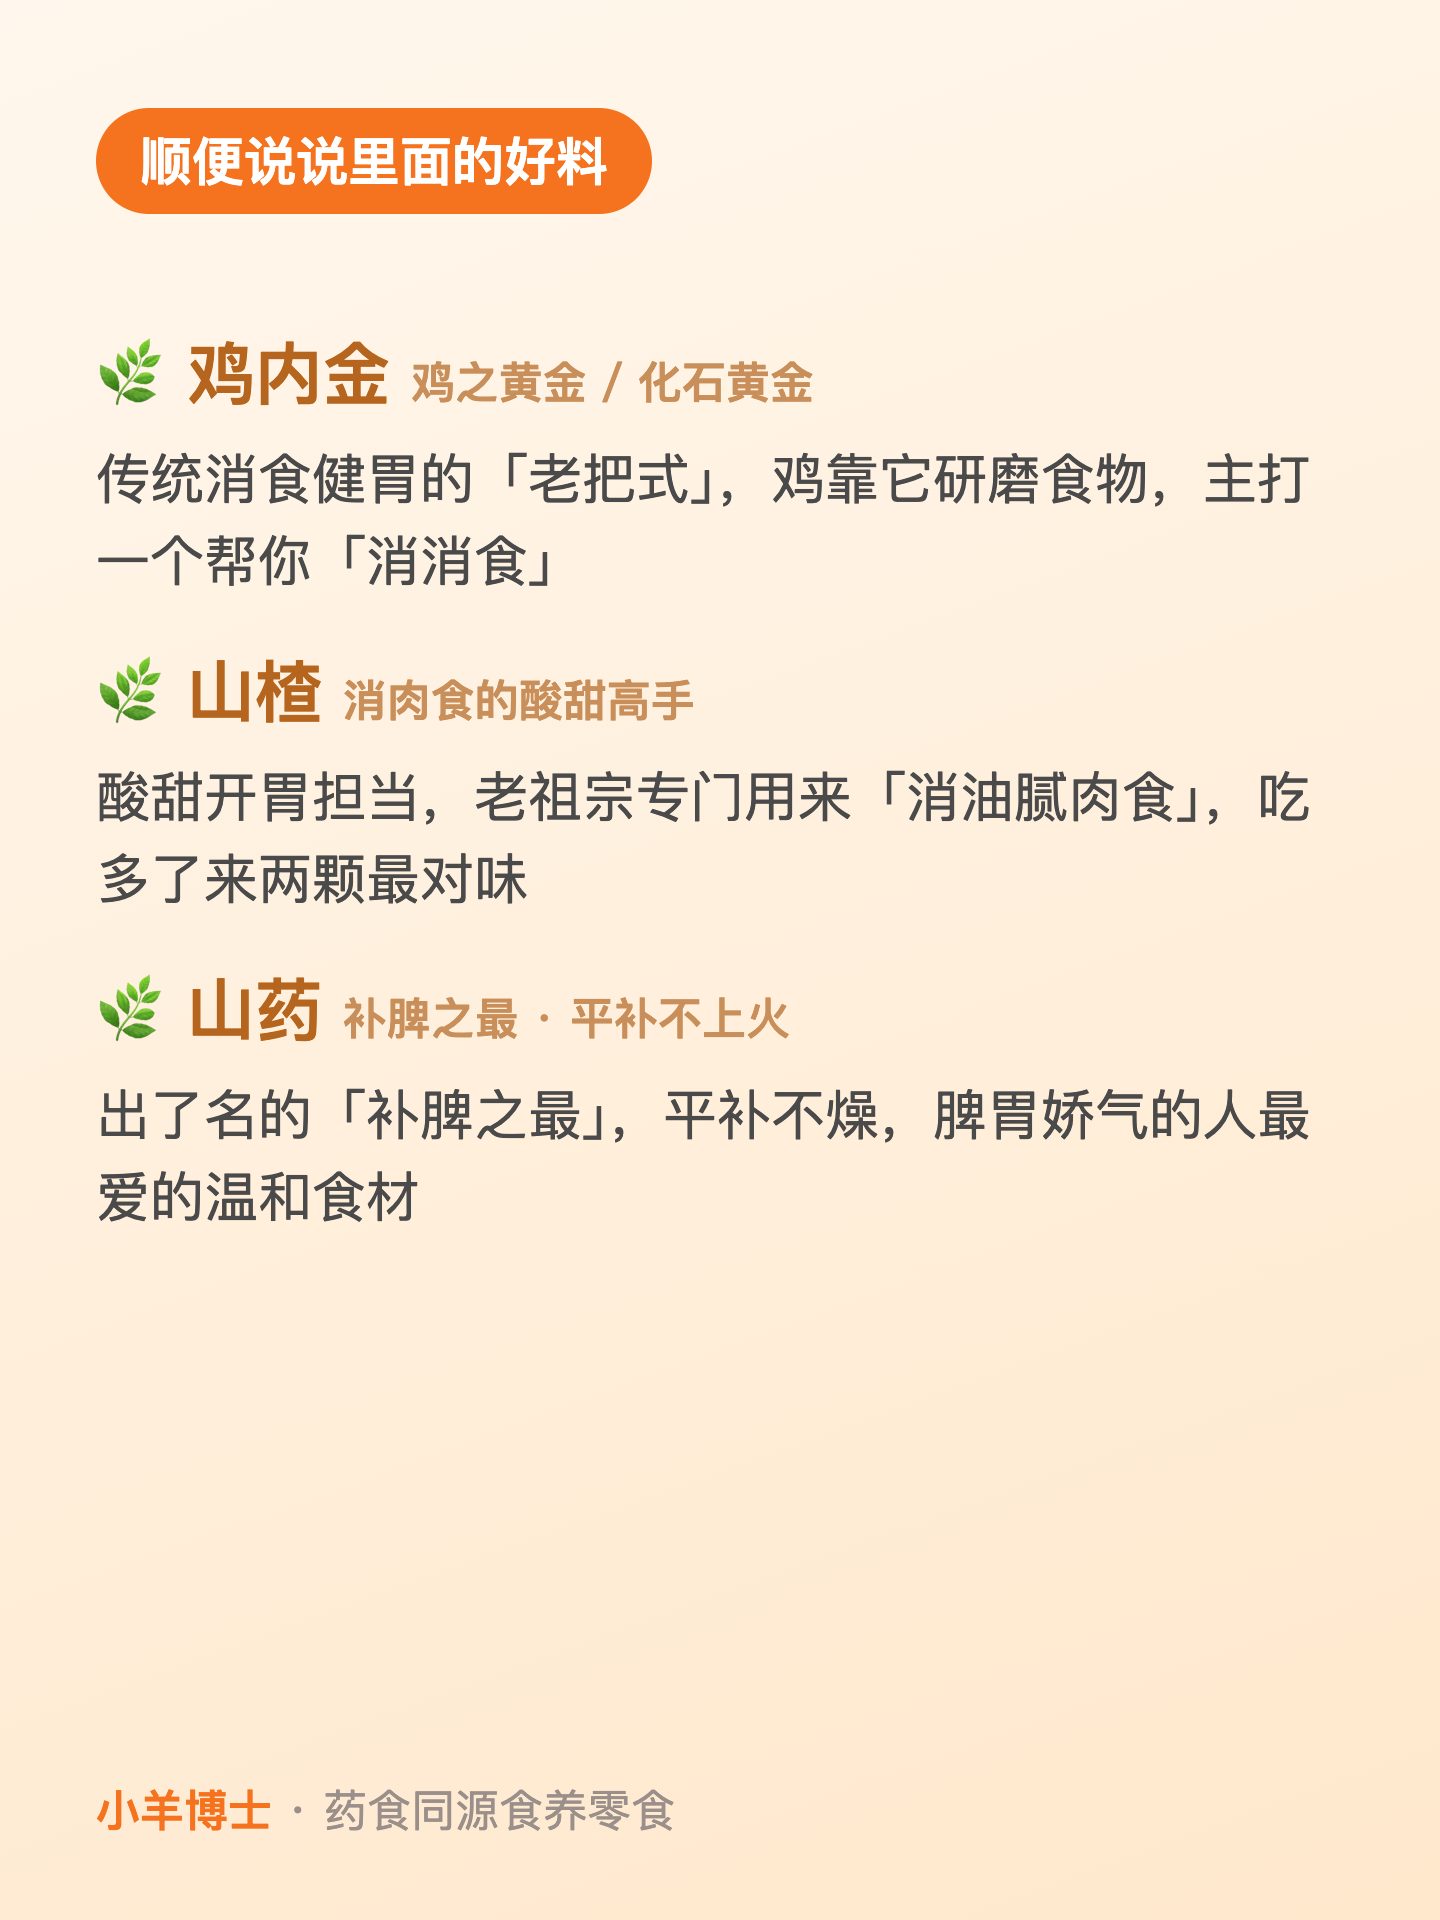 顺便说说里面的好料
鸡内金 鸡之黄金 / 化石黄金
传统消食健胃的「老把式」，鸡靠它研磨食物，主打
一个帮你「消消食」
山楂 消肉食的酸甜高手
酸甜开胃担当，老祖宗专门用来「消油腻肉食」，吃
多了来两颗最对味
山药 补脾之最 · 平补不上火
出了名的「补脾之最」，平补不燥，脾胃娇气的人最
爱的温和食材
小羊博士 · 药食同源食养零食